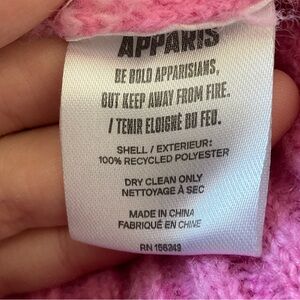 APPARIS
BE BOLD APPARISIANS,
BUT KEEP AWAY FROM FIRE.
/ TENIR ELOIGNÉ DU FEU.
SHELL / EXTERIEUR:
100% RECYCLED POLYESTER
DRY CLEAN ONLY
NETTOYAGE À SEC
MADE IN CHINA
FABRIQUÉ EN CHINE
RN 156249